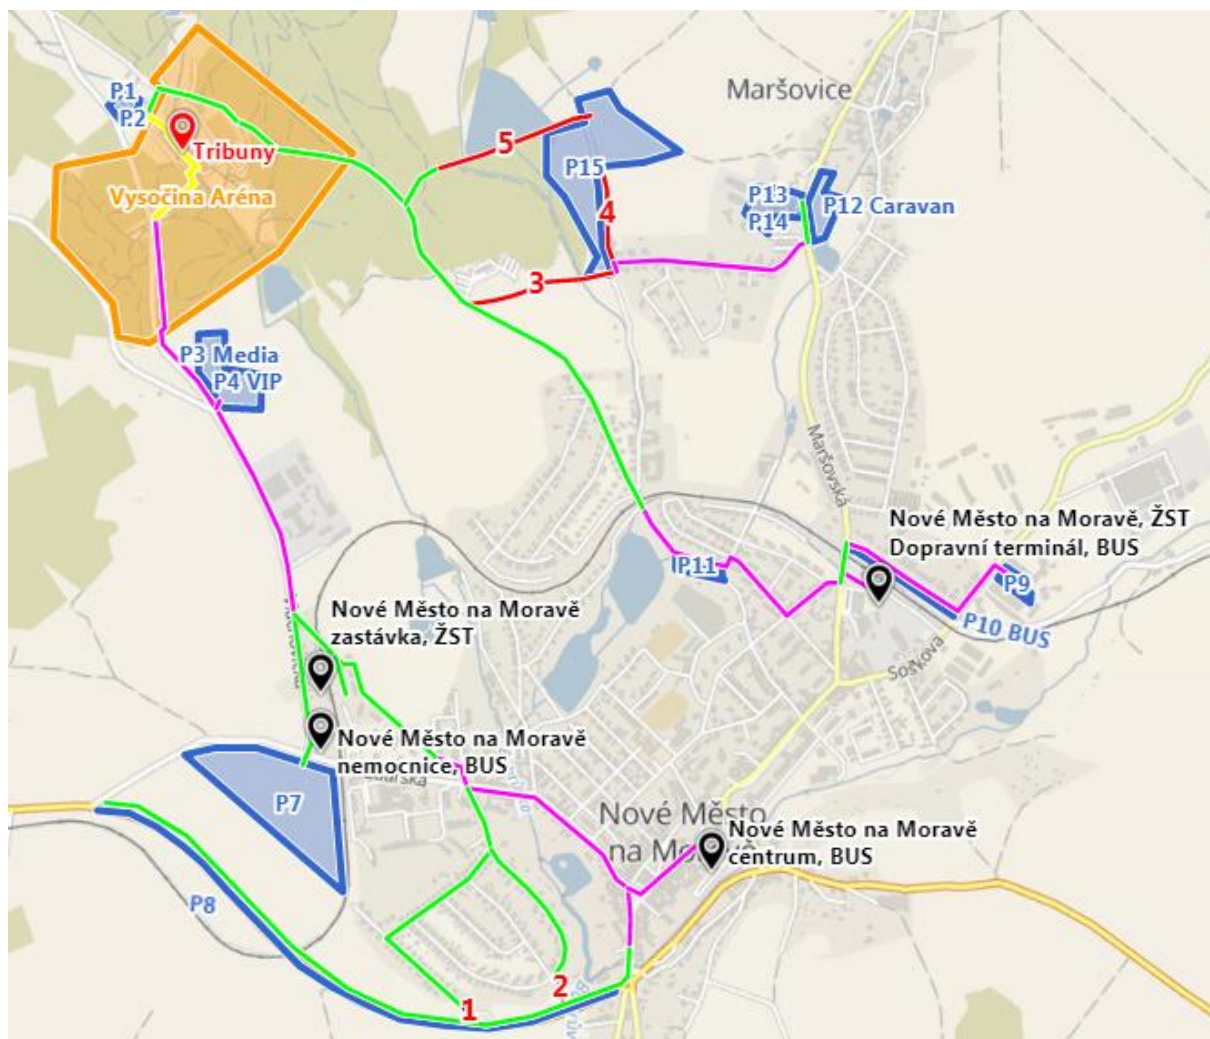 Maršovice
P1
P2
5
Tribuny
P15
P13
Vysočina Aréna
P12 Caravan
4
P14
3
P3 Media
P4 VIP
Maršovská
Nové Město na Moravě, ŽST
Dopravní terminál, BUS
P11
P9
Nové Město na Moravě
zastávka, ŽST
P10 BUS
Soškova
Nové Město na Moravě
nemocnice, BUS
P7
Nové Město
na Moravě
Nové Město na Moravě
centrum, BUS
P8
2
1